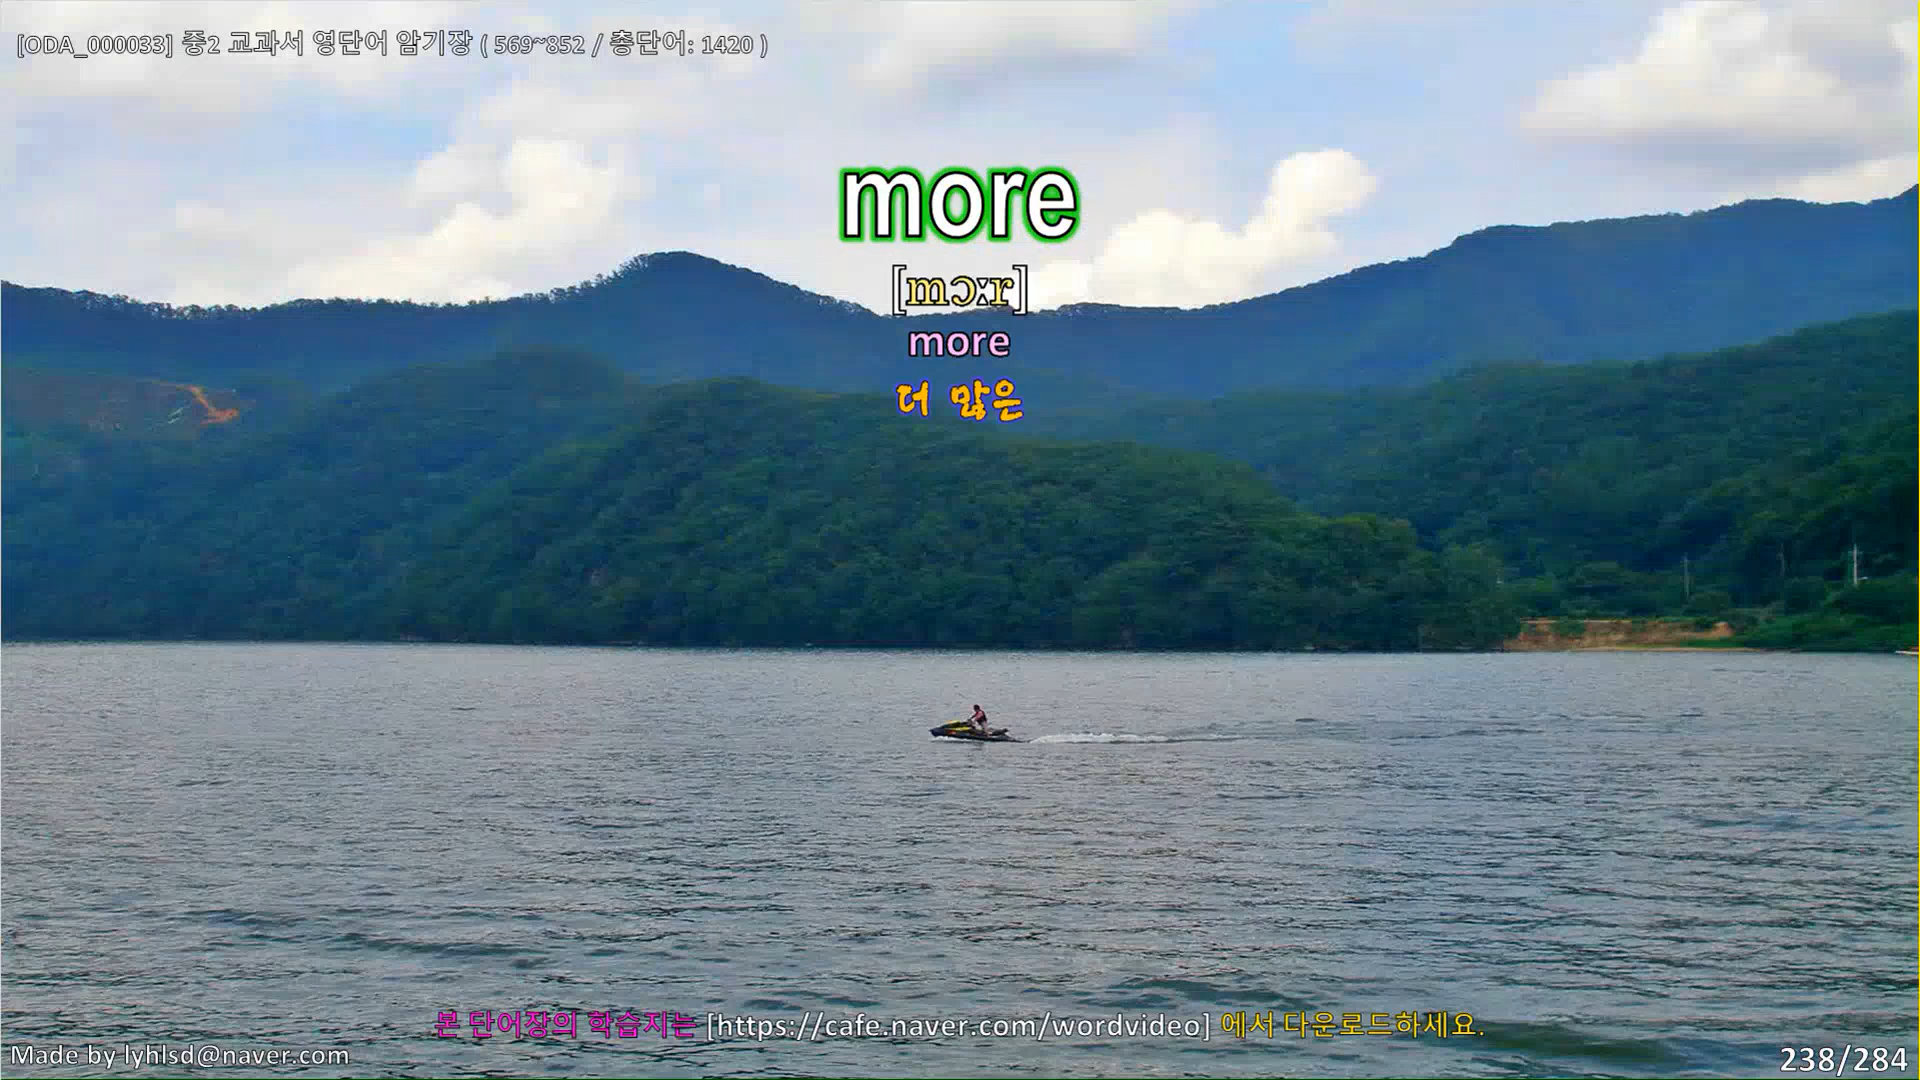 [ODA_000033] 중2 교과서 영단어 암기장 ( 569~852 / 총단어: 1420 )
more
[mɔːr]
more
더 많은
본 단어장의 학습지는 [https://cafe.naver.com/wordvideo] 에서 다운로드하세요.
Made by lyhlsd@naver.com
238/284